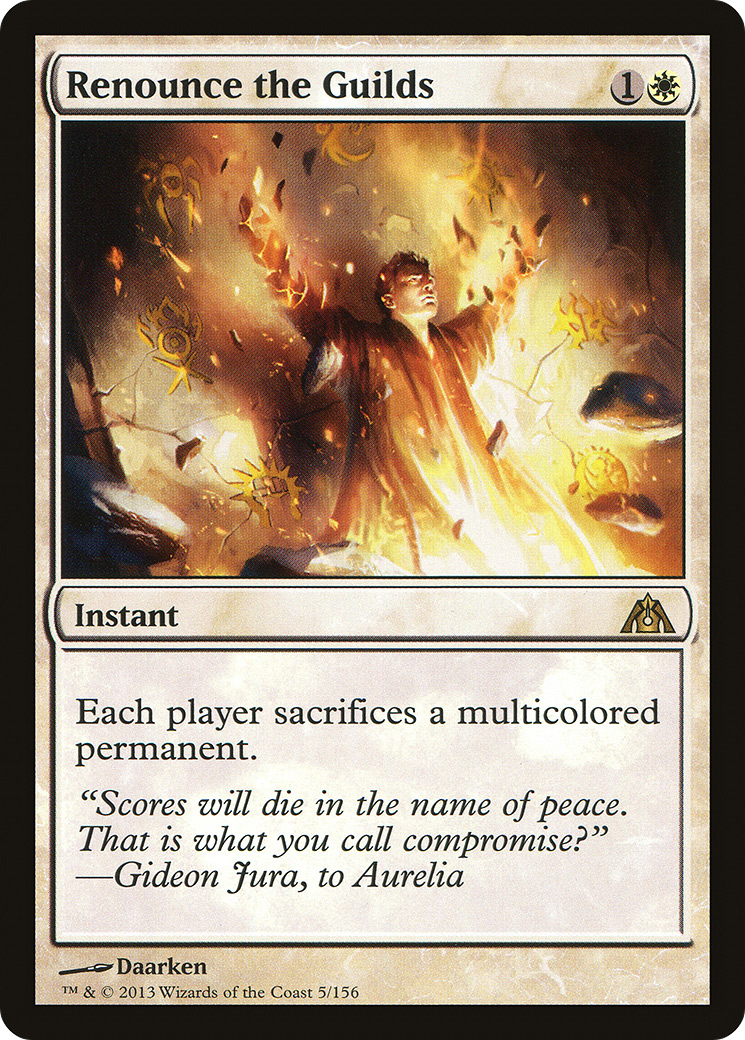 Renounce the Guilds 1
Instant
Each player sacrifices a multicolored
permanent.
“Scores will die in the name of peace.
That is what you call compromise?”
—Gideon Jura, to Aurelia
Daarken
™ & © 2013 Wizards of the Coast 5/156